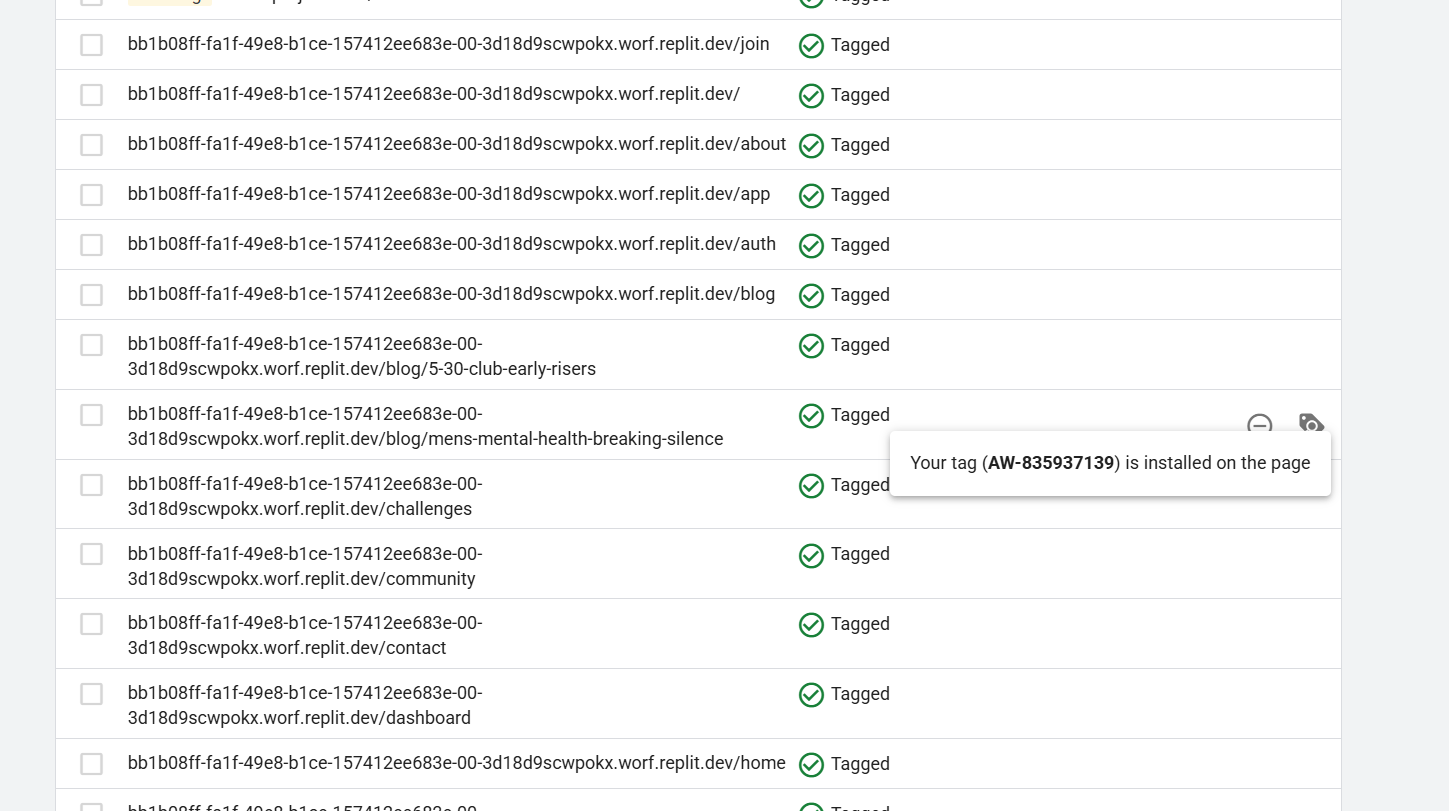 Tagged
bb1b08ff-fa1f-49e8-b1ce-157412ee683e-00-3d18d9scwpokx.worf.replit.dev/join Tagged
bb1b08ff-fa1f-49e8-b1ce-157412ee683e-00-3d18d9scwpokx.worf.replit.dev/ Tagged
bb1b08ff-fa1f-49e8-b1ce-157412ee683e-00-3d18d9scwpokx.worf.replit.dev/about Tagged
bb1b08ff-fa1f-49e8-b1ce-157412ee683e-00-3d18d9scwpokx.worf.replit.dev/app Tagged
bb1b08ff-fa1f-49e8-b1ce-157412ee683e-00-3d18d9scwpokx.worf.replit.dev/auth Tagged
bb1b08ff-fa1f-49e8-b1ce-157412ee683e-00-3d18d9scwpokx.worf.replit.dev/blog Tagged
bb1b08ff-fa1f-49e8-b1ce-157412ee683e-00- Tagged
3d18d9scwpokx.worf.replit.dev/blog/5-30-club-early-risers
bb1b08ff-fa1f-49e8-b1ce-157412ee683e-00- Tagged
3d18d9scwpokx.worf.replit.dev/blog/mens-mental-health-breaking-silence
Your tag (AW-835937139) is installed on the page
bb1b08ff-fa1f-49e8-b1ce-157412ee683e-00- Tagged
3d18d9scwpokx.worf.replit.dev/challenges
bb1b08ff-fa1f-49e8-b1ce-157412ee683e-00- Tagged
3d18d9scwpokx.worf.replit.dev/community
bb1b08ff-fa1f-49e8-b1ce-157412ee683e-00- Tagged
3d18d9scwpokx.worf.replit.dev/contact
bb1b08ff-fa1f-49e8-b1ce-157412ee683e-00- Tagged
3d18d9scwpokx.worf.replit.dev/dashboard
bb1b08ff-fa1f-49e8-b1ce-157412ee683e-00-3d18d9scwpokx.worf.replit.dev/home Tagged
bb1b08ff-fa1f-49e8-b1ce-157412ee683e-00- Tagged